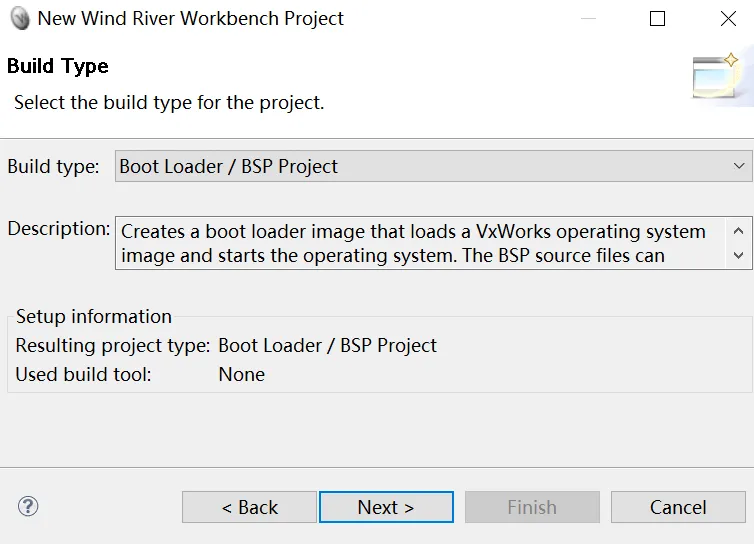 New Wind River Workbench Project
Build Type
Select the build type for the project.
Build type: Boot Loader / BSP Project
Description: Creates a boot loader image that loads a VxWorks operating system
image and starts the operating system. The BSP source files can
Setup information
Resulting project type: Boot Loader / BSP Project
Used build tool: None
?
< Back Next > Finish Cancel